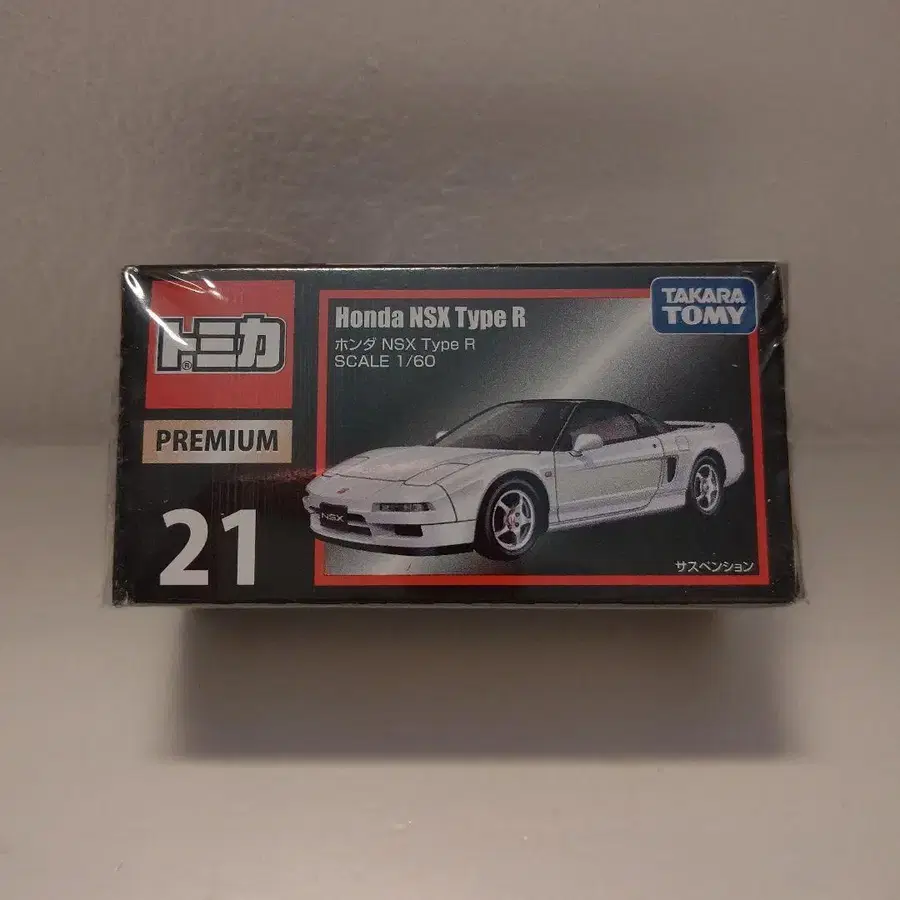 トミカ®
PREMIUM
21
Honda NSX Type R
ホンダ NSX Type R
SCALE 1/60
TAKARA
TOMY
NSX
サスペンション